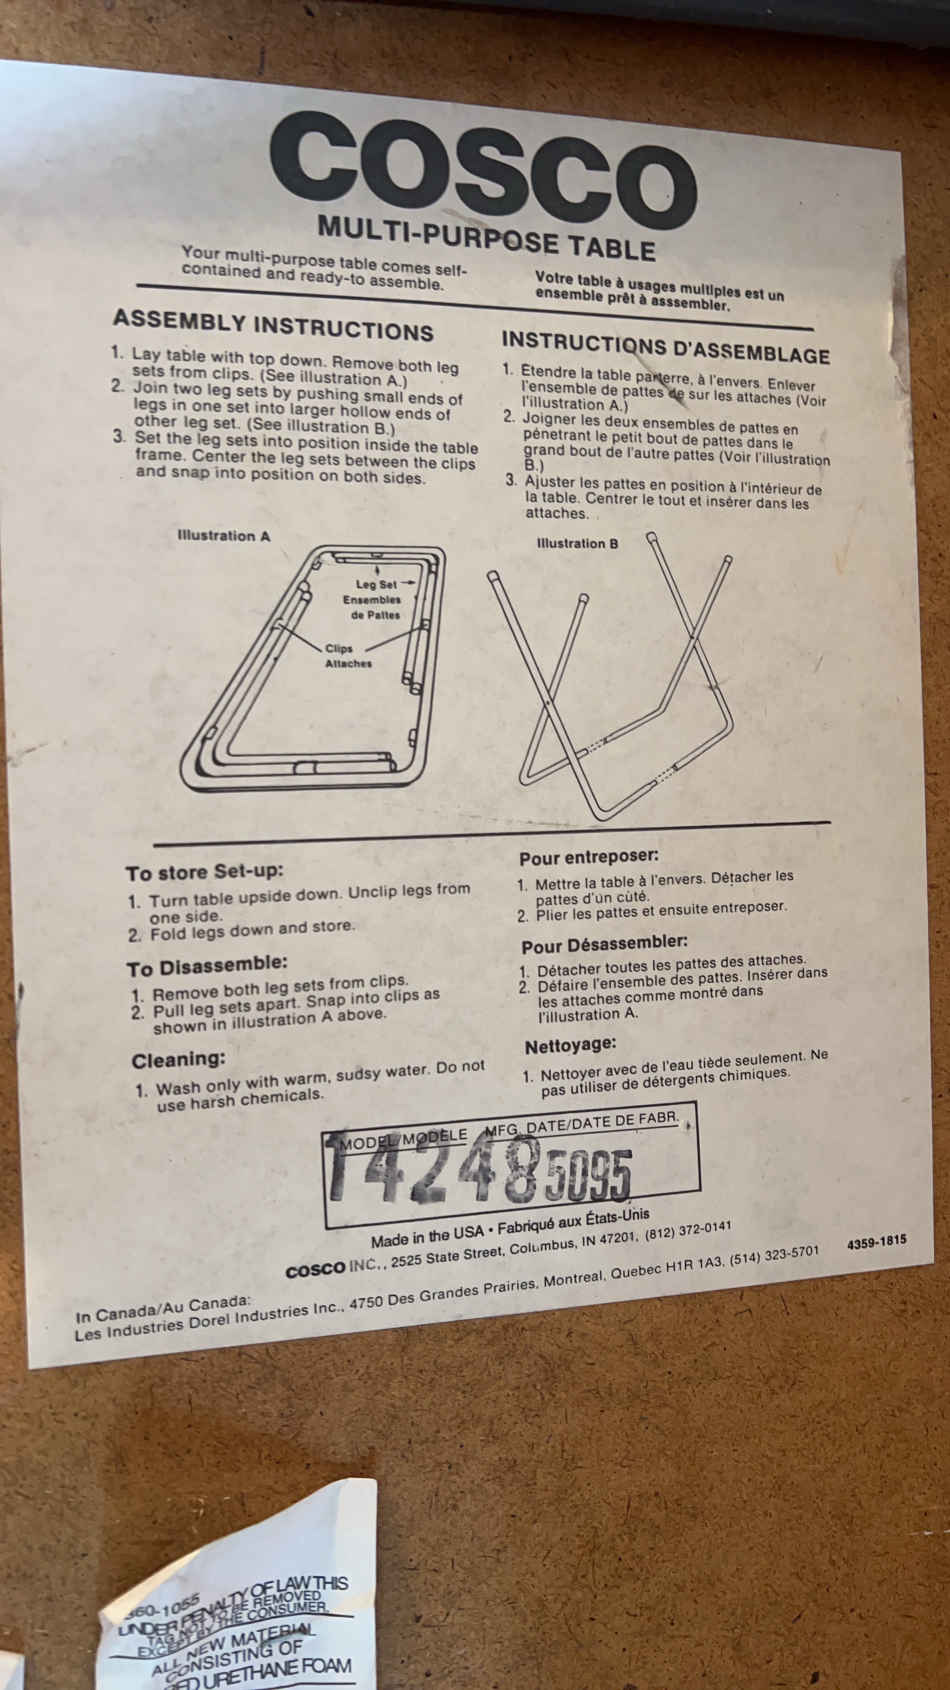 COSCO
MULTI-PURPOSE TABLE
Your multi-purpose table comes self-
contained and ready-to assemble.
Votre table à usages multiples est un
ensemble prêt à asssembler.
ASSEMBLY INSTRUCTIONS
1. Lay table with top down. Remove both leg
sets from clips. (See illustration A.)
2. Join two leg sets by pushing small ends of
legs in one set into larger hollow ends of
other leg set. (See illustration B.)
3. Set the leg sets into position inside the table
frame. Center the leg sets between the clips
and snap into position on both sides.
INSTRUCTIONS D'ASSEMBLAGE
1. Etendre la table parterre, à l'envers. Enlever
l'ensemble de pattes de sur les attaches (Voir
l'illustration A.)
2. Joigner les deux ensembles de pattes en
pénetrant le petit bout de pattes dans le
grand bout de l'autre pattes (Voir l'illustration
B.)
3. Ajuster les pattes en position à l'intérieur de
la table. Centrer le tout et insérer dans les
attaches.
Illustration A
Leg Set
Ensembles
de Pattes
Clips
Attaches
Illustration B
To store Set-up:
1. Turn table upside down. Unclip legs from
one side.
2. Fold legs down and store.
To Disassemble:
1. Remove both leg sets from clips.
2. Pull leg sets apart. Snap into clips as
shown in illustration A above.
Cleaning:
1. Wash only with warm, sudsy water. Do not
use harsh chemicals.
Pour entreposer:
1. Mettre la table à l'envers. Détacher les
pattes d'un cùté.
2. Plier les pattes et ensuite entreposer.
Pour Désassembler:
1. Détacher toutes les pattes des attaches.
2. Défaire l'ensemble des pattes. Insérer dans
les attaches comme montré dans
l'illustration A.
Nettoyage:
1. Nettoyer avec de l'eau tiède seulement. Ne
pas utiliser de détergents chimiques.
MODEL/MODÈLE MFG. DATE/DATE DE FABR.
14248 5095
Made in the USA • Fabriqué aux États-Unis
COSCO INC., 2525 State Street, Columbus, IN 47201, (812) 372-0141
In Canada/Au Canada:
Les Industries Dorel Industries Inc., 4750 Des Grandes Prairies, Montreal, Quebec H1R 1A3, (514) 323-5701
4359-1815
60-1055
UNDER PENALTY OF LAW THIS
TAG NOT TO BE REMOVED
EXCEPT BY THE CONSUMER.
ALL NEW MATERIAL
CONSISTING OF
URETHANE FOAM